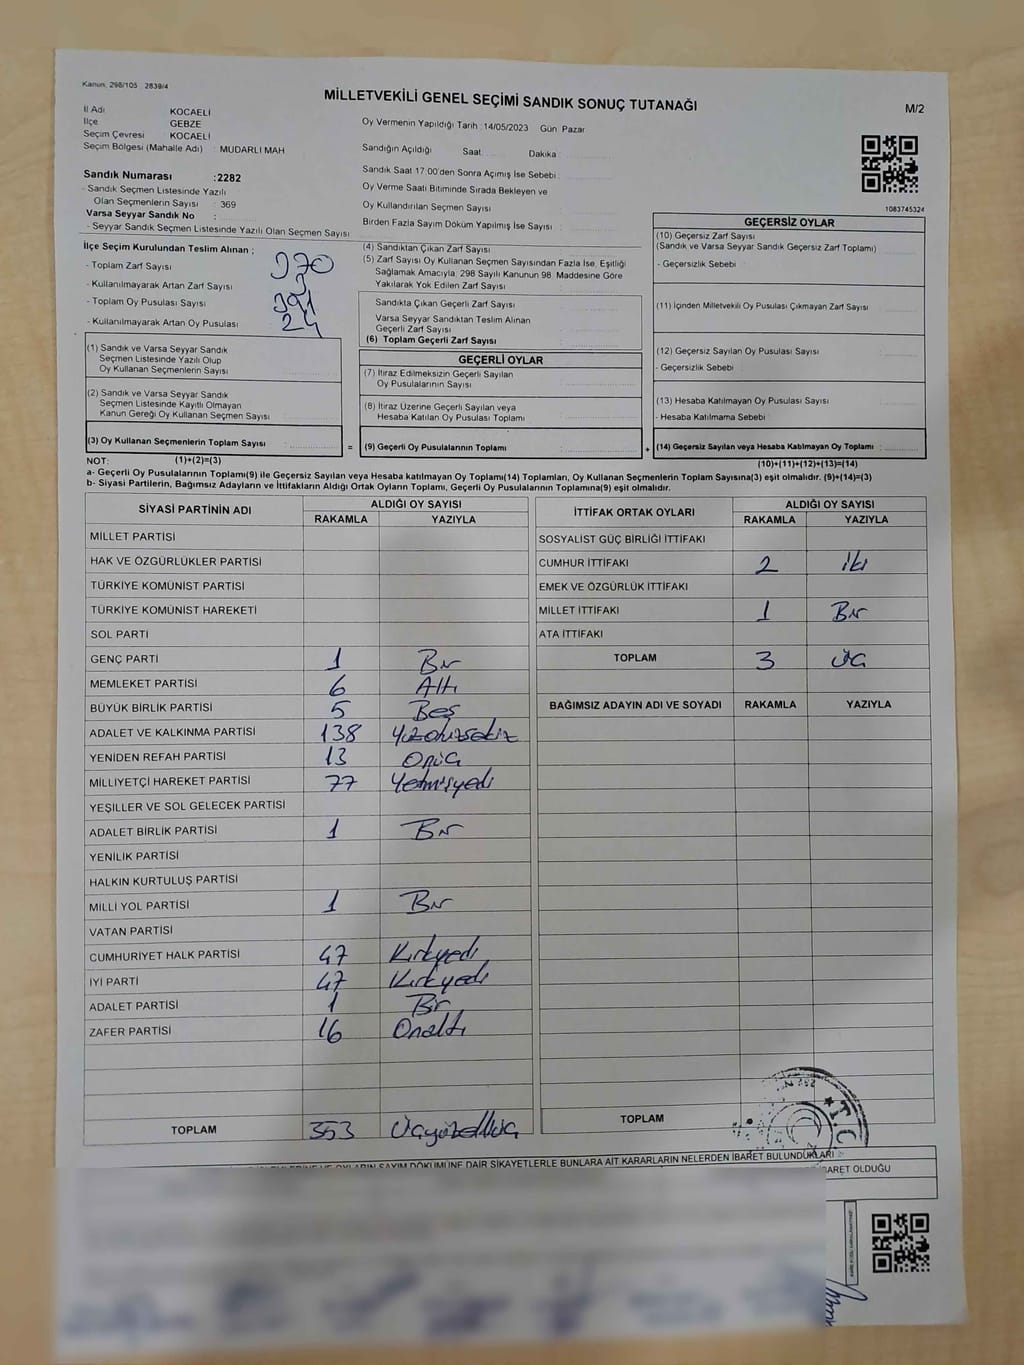 Kanun: 298/105 2839/4
MİLLETVEKİLİ GENEL SEÇİMİ SANDIK SONUÇ TUTANAĞI
M/2
İl Adı KOCAELİ
İlçe GEBZE
Seçim Çevresi KOCAELİ
Seçim Bölgesi (Mahalle Adı) : MUDARLI MAH
Oy Vermenin Yapıldığı Tarih :14/05/2023 Gün Pazar
Sandığın Açıldığı Saat Dakika
Sandık Saat 17:00'den Sonra Açımış İse Sebebi
Oy Verme Saati Bitiminde Sırada Bekleyen ve
Oy Kullandırılan Seçmen Sayısı
Birden Fazla Sayım Döküm Yapılmış İse Sayısı
1083745324
Sandık Numarası :2282
- Sandık Seçmen Listesinde Yazılı
Olan Seçmenlerin Sayısı : 369
Varsa Seyyar Sandık No :
- Seyyar Sandık Seçmen Listesinde Yazılı Olan Seçmen Sayısı
İlçe Seçim Kurulundan Teslim Alınan ;
- Toplam Zarf Sayısı 370
- Kullanılmayarak Artan Zarf Sayısı
- Toplam Oy Pusulası Sayısı 391
- Kullanılmayarak Artan Oy Pusulası 24
(1) Sandık ve Varsa Seyyar Sandık
Seçmen Listesinde Yazılı Olup
Oy Kullanan Seçmenlerin Sayısı
(2) Sandık ve Varsa Seyyar Sandık
Seçmen Listesinde Kayıtlı Olmayan
Kanun Gereği Oy Kullanan Seçmen Sayısı
(3) Oy Kullanan Seçmenlerin Toplam Sayısı :
(1)+(2)=(3)
(4) Sandıktan Çıkan Zarf Sayısı
(5) Zarf Sayısı Oy Kullanan Seçmen Sayısından Fazla İse, Eşitliği
Sağlamak Amacıyla; 298 Sayılı Kanunun 98. Maddesine Göre
Yakılarak Yok Edilen Zarf Sayısı
Sandıkta Çıkan Geçerli Zarf Sayısı
Varsa Seyyar Sandıktan Teslim Alınan
Geçerli Zarf Sayısı
(6) Toplam Geçerli Zarf Sayısı
GEÇERLİ OYLAR
(7) İtiraz Edilmeksizin Geçerli Sayılan
Oy Pusulalarının Sayısı
(8) İtiraz Üzerine Geçerli Sayılan veya
Hesaba Katılan Oy Pusulası Toplamı
= (9) Geçerli Oy Pusulalarının Toplamı
GEÇERSİZ OYLAR
(10) Geçersiz Zarf Sayısı
(Sandık ve Varsa Seyyar Sandık Geçersiz Zarf Toplamı)
- Geçersizlik Sebebi :
(11) İçinden Milletvekili Oy Pusulası Çıkmayan Zarf Sayısı
(12) Geçersiz Sayılan Oy Pusulası Sayısı
- Geçersizlik Sebebi :
(13) Hesaba Katılmayan Oy Pusulası Sayısı
- Hesaba Katılmama Sebebi :
+ (14) Geçersiz Sayılan veya Hesaba Katılmayan Oy Toplamı :
(10)+(11)+(12)+(13)=(14)
NOT:
a- Geçerli Oy Pusulalarının Toplamı(9) ile Geçersiz Sayılan veya Hesaba katılmayan Oy Toplamı(14) Toplamları, Oy Kullanan Seçmenlerin Toplam Sayısına(3) eşit olmalıdır. (9)+(14)=(3)
b- Siyasi Partilerin, Bağımsız Adayların ve İttifakların Aldığı Ortak Oyların Toplamı, Geçerli Oy Pusulalarının Toplamına(9) eşit olmalıdır.
SİYASİ PARTİNİN ADI ALDIĞI OY SAYISI
RAKAMLA YAZIYLA
MİLLET PARTİSİ
HAK VE ÖZGÜRLÜKLER PARTİSİ
TÜRKİYE KOMÜNİST PARTİSİ
TÜRKİYE KOMÜNİST HAREKETİ
SOL PARTİ
GENÇ PARTİ 1 Bir
MEMLEKET PARTİSİ 6 Altı
BÜYÜK BİRLİK PARTİSİ 5 Beş
ADALET VE KALKINMA PARTİSİ 138 Yüzotuzsekiz
YENİDEN REFAH PARTİSİ 13 Onüç
MİLLİYETÇİ HAREKET PARTİSİ 77 Yetmişyedi
YEŞİLLER VE SOL GELECEK PARTİSİ
ADALET BİRLİK PARTİSİ 1 Bir
YENİLİK PARTİSİ
HALKIN KURTULUŞ PARTİSİ
MİLLİ YOL PARTİSİ 1 Bir
VATAN PARTİSİ
CUMHURİYET HALK PARTİSİ 47 Kırkyedi
İYİ PARTİ 47 Kırkyedi
ADALET PARTİSİ 1 Bir
ZAFER PARTİSİ 16 Onaltı
TOPLAM 353 Üçyüzelliüç
İTTİFAK ORTAK OYLARI ALDIĞI OY SAYISI
RAKAMLA YAZIYLA
SOSYALİST GÜÇ BİRLİĞİ İTTİFAKI
CUMHUR İTTİFAKI 2 iki
EMEK VE ÖZGÜRLÜK İTTİFAKI
MİLLET İTTİFAKI 1 Bir
ATA İTTİFAKI
TOPLAM 3 üç
BAĞIMSIZ ADAYIN ADI VE SOYADI RAKAMLA YAZIYLA
TOPLAM
T.C
OYLARIN SAYIM DÖKÜMÜNE DAİR ŞİKAYETLERLE BUNLARA AİT KARARLARIN NELERDEN İBARET BULUNDUKLARI
İBARET OLDUĞU